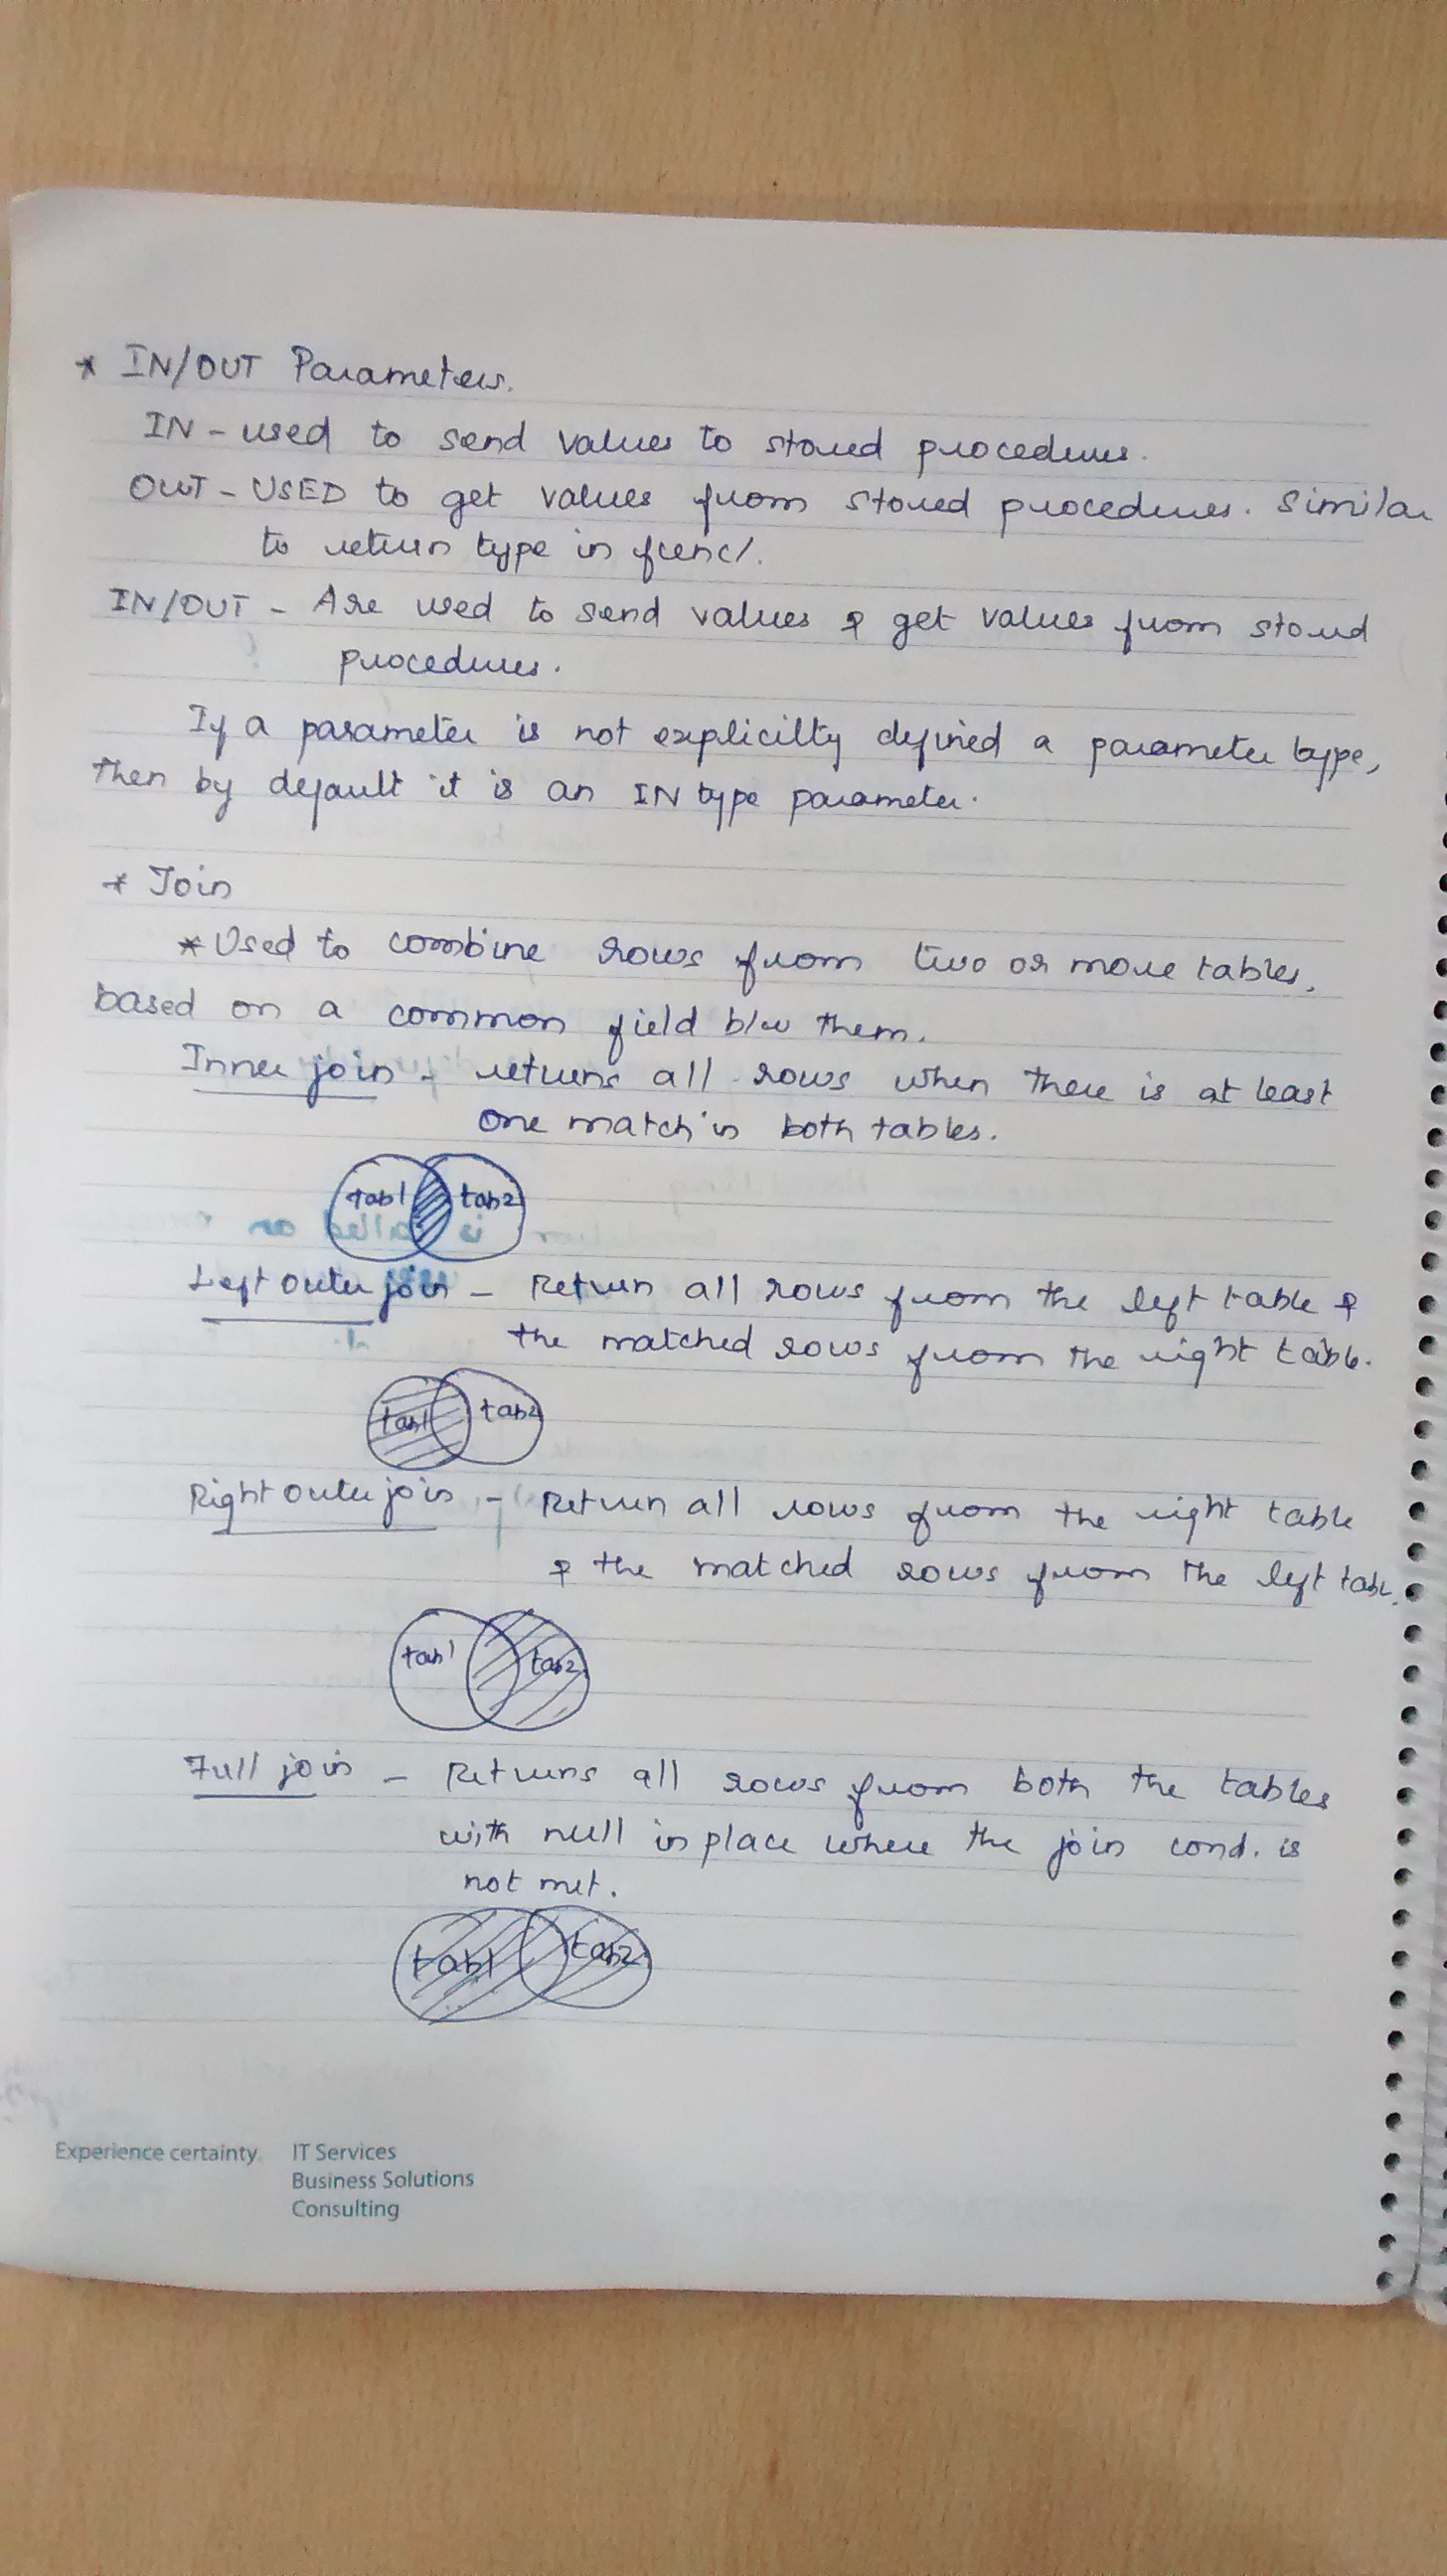 * IN/OUT Parameters.
IN - used to send values to stored procedures.
OUT - USED to get values from stored procedures. Similar
to return type in func/.
IN/OUT - Are used to send values & get values from stored
procedures.
If a parameter is not explicilty defined a parameter type,
then by default it is an IN type parameter.
* Join
* Used to combine rows from two or more tables,
based on a common field b/w them.
Inner join - returns all rows when there is at least
one match in both tables.
tab1 tab2
Left outer join - Return all rows from the left table &
the matched rows from the right table.
tab1 tab2
Right outer join - Return all rows from the right table
& the matched rows from the left table.
tab1 tab2
Full join - Returns all rows from both the tables
with null in place where the join cond. is
not met.
tab1 tab2
Experience certainty. IT Services
Business Solutions
Consulting